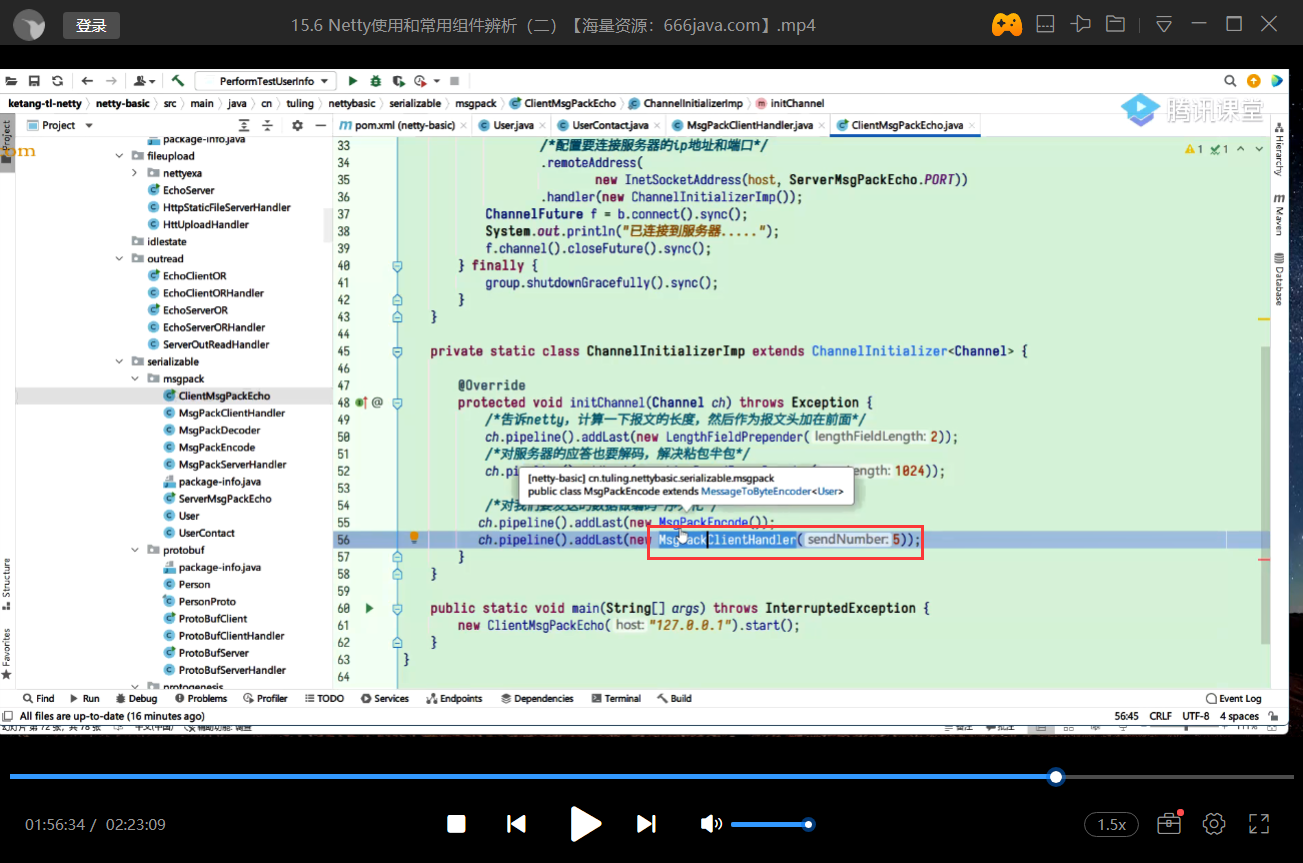 登录
15.6 Netty使用和常用组件辨析（二）【海量资源：666java.com】.mp4
PerformTestUserInfo
ketang-tl-netty 〉 netty-basic 〉 src 〉 main 〉 java 〉 cn 〉 tuling 〉 nettybasic 〉 serializable 〉 msgpack 〉 ClientMsgPackEcho 〉 ChannelInitializerImp 〉 initChannel
腾讯课堂
Project
pom.xml (netty-basic)
User.java
UserContact.java
MsgPackClientHandler.java
ClientMsgPackEcho.java
Project
om
package-info.java
fileupload
nettyexa
EchoServer
HttpStaticFileServerHandler
HttUploadHandler
idlestate
outread
EchoClientOR
EchoClientORHandler
EchoServerOR
EchoServerORHandler
ServerOutReadHandler
serializable
msgpack
ClientMsgPackEcho
MsgPackClientHandler
MsgPackDecoder
MsgPackEncode
MsgPackServerHandler
package-info.java
ServerMsgPackEcho
User
UserContact
protobuf
package-info.java
Person
PersonProto
ProtoBufClient
ProtoBufClientHandler
ProtoBufServer
ProtoBufServerHandler
protogenesis
Structure
Favorites
1 1
33 /*配置要连接服务器的ip地址和端口*/
34 .remoteAddress(
35 new InetSocketAddress(host, ServerMsgPackEcho.PORT))
36 .handler(new ChannelInitializerImp());
37 ChannelFuture f = b.connect().sync();
38 System.out.println("已连接到服务器.....");
39 f.channel().closeFuture().sync();
40 } finally {
41 group.shutdownGracefully().sync();
42 }
43 }
44
45 private static class ChannelInitializerImp extends ChannelInitializer<Channel> {
46
47 @Override
48 @ protected void initChannel(Channel ch) throws Exception {
49 /*告诉netty，计算一下报文的长度，然后作为报文头加在前面*/
50 ch.pipeline().addLast(new LengthFieldPrepender( lengthFieldLength: 2));
51 /*对服务器的应答也要解码，解决粘包半包*/
52 ch.pi ength: 1024));
[netty-basic] cn.tuling.nettybasic.serializable.msgpack
public class MsgPackEncode extends MessageToByteEncoder<User>
53
54
55 ch.pipeline().addLast(new MsgPackEncode());
56 ch.pipeline().addLast(new MsgPackClientHandler( sendNumber: 5));
57 }
58 }
59
60 public static void main(String[] args) throws InterruptedException {
61 new ClientMsgPackEcho( host: "127.0.0.1").start();
62 }
63 }
64
Hierarchy
Maven
Database
Find Run Debug Problems Profiler TODO Services Endpoints Dependencies Terminal Build Event Log
All files are up-to-date (16 minutes ago) 56:45 CRLF UTF-8 4 spaces
01:56:34 / 02:23:09
1.5x